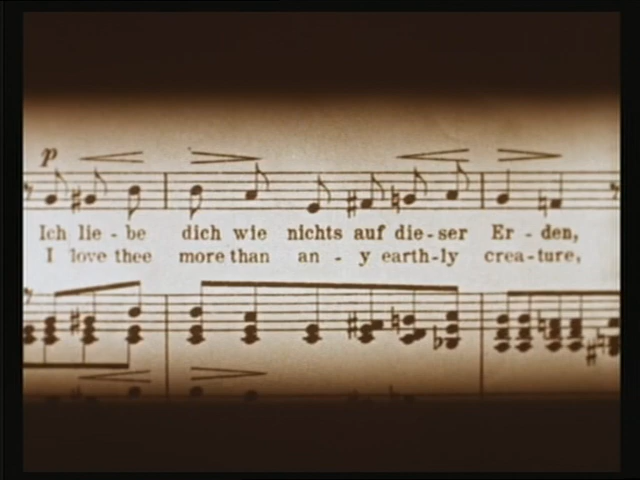 p
Ich lie - be dich wie nichts auf die - ser Er - den,
I love thee more than an - y earth - ly crea - ture,